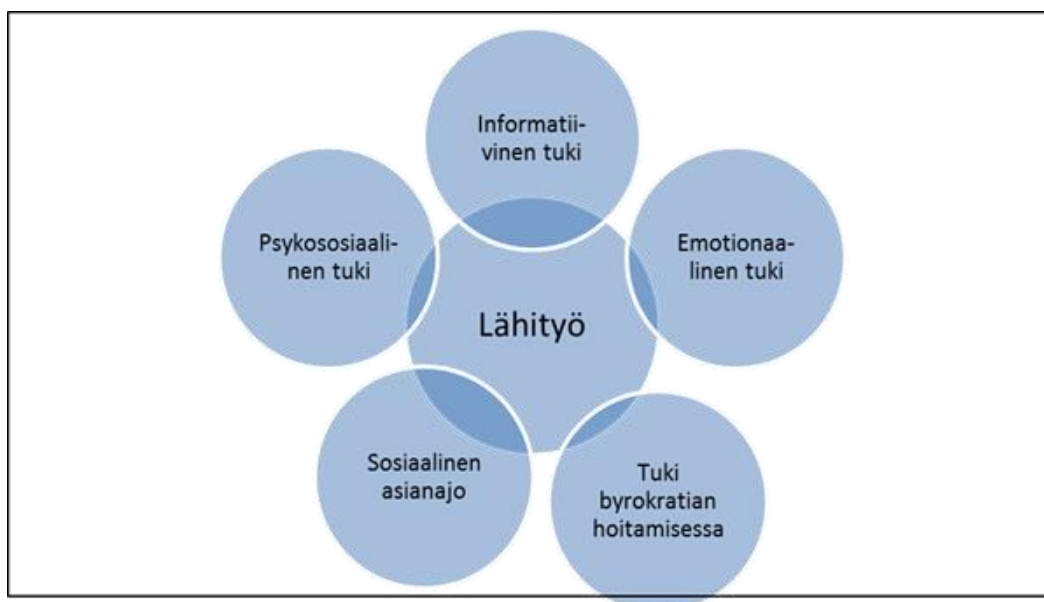 Informatii-
vinen tuki
Psykososiaali-
nen tuki
Emotionaa-
linen tuki
Lähityö
Sosiaalinen
asianajo
Tuki
byrokratian
hoitamisessa